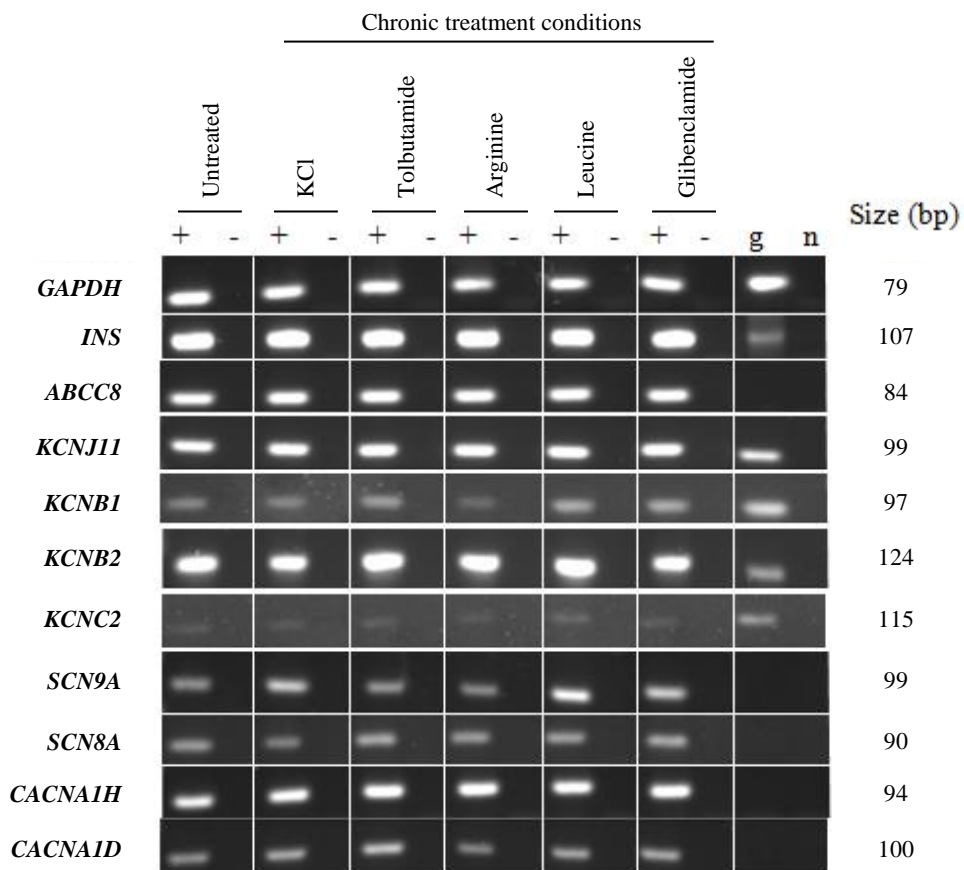 Chronic treatment conditions
Untreated
KCl
Tolbutamide
Arginine
Leucine
Glibenclamide
Size (bp)
+ - + - + - + - + - + - g n
GAPDH 79
INS 107
ABCC8 84
KCNJ11 99
KCNB1 97
KCNB2 124
KCNC2 115
SCN9A 99
SCN8A 90
CACNA1H 94
CACNA1D 100